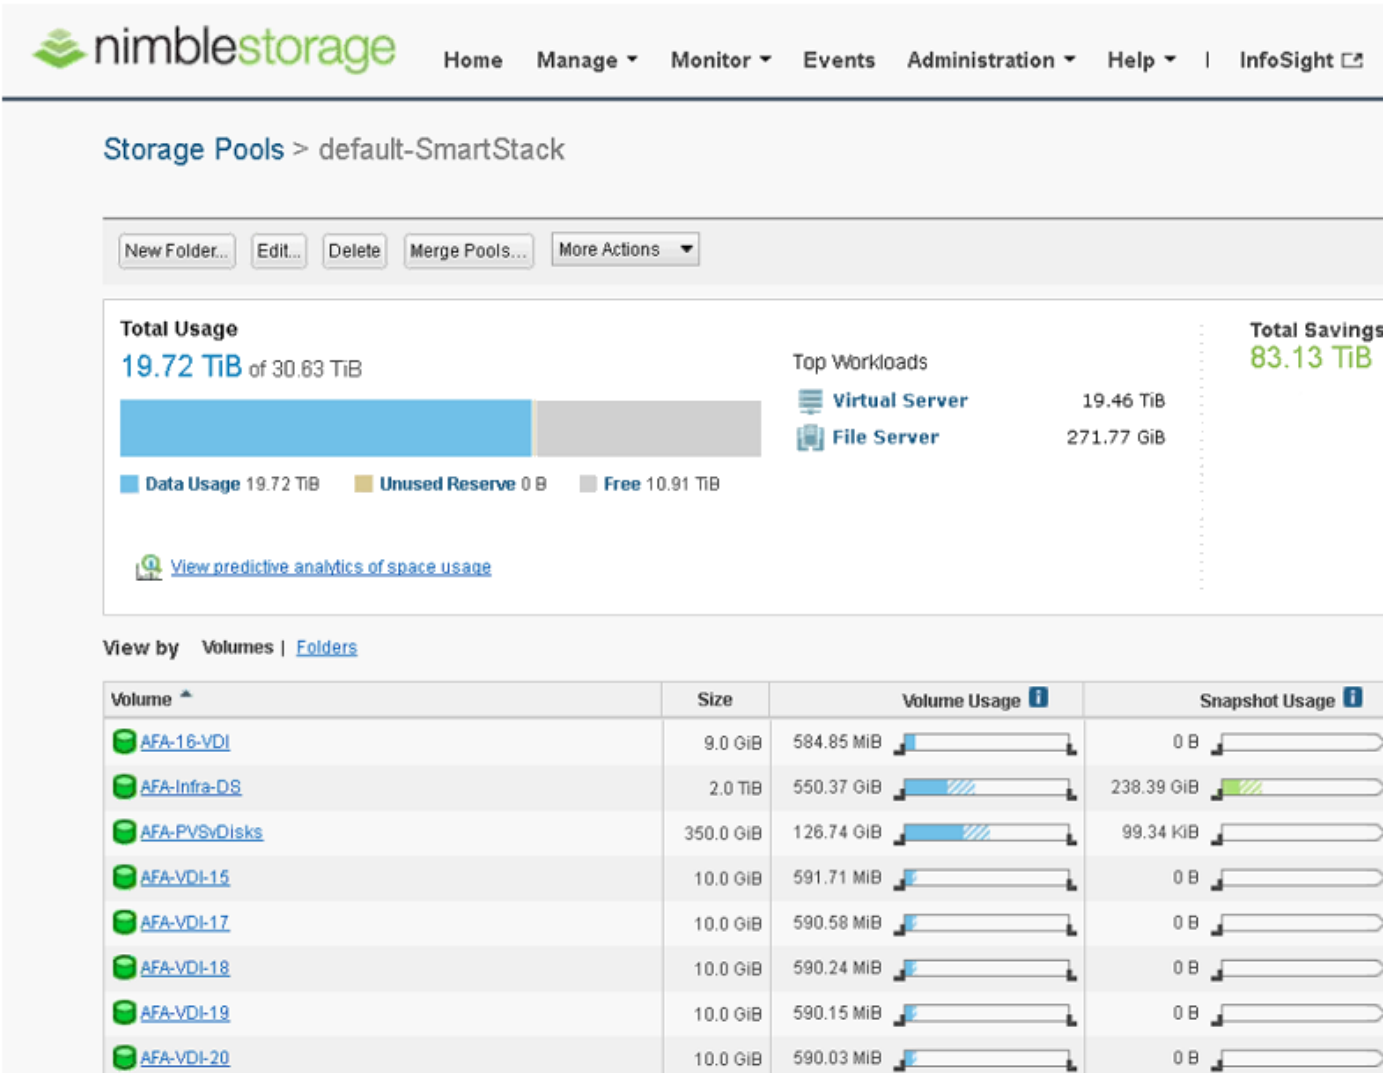 nimblestorage Home Manage Monitor Events Administration Help | InfoSight
Storage Pools > default-SmartStack
New Folder... Edit... Delete Merge Pools... More Actions
Total Usage
19.72 TiB of 30.63 TiB
Data Usage 19.72 TiB Unused Reserve 0 B Free 10.91 TiB
View predictive analytics of space usage
Top Workloads
Virtual Server 19.46 TiB
File Server 271.77 GiB
Total Savings
83.13 TiB
View by Volumes | Folders
Volume Size Volume Usage Snapshot Usage
AFA-16-VDI 9.0 GiB 584.85 MiB 0 B
AFA-Infra-DS 2.0 TiB 550.37 GiB 238.39 GiB
AFA-PVSvDisks 350.0 GiB 126.74 GiB 99.34 KiB
AFA-VDI-15 10.0 GiB 591.71 MiB 0 B
AFA-VDI-17 10.0 GiB 590.58 MiB 0 B
AFA-VDI-18 10.0 GiB 590.24 MiB 0 B
AFA-VDI-19 10.0 GiB 590.15 MiB 0 B
AFA-VDI-20 10.0 GiB 590.03 MiB 0 B